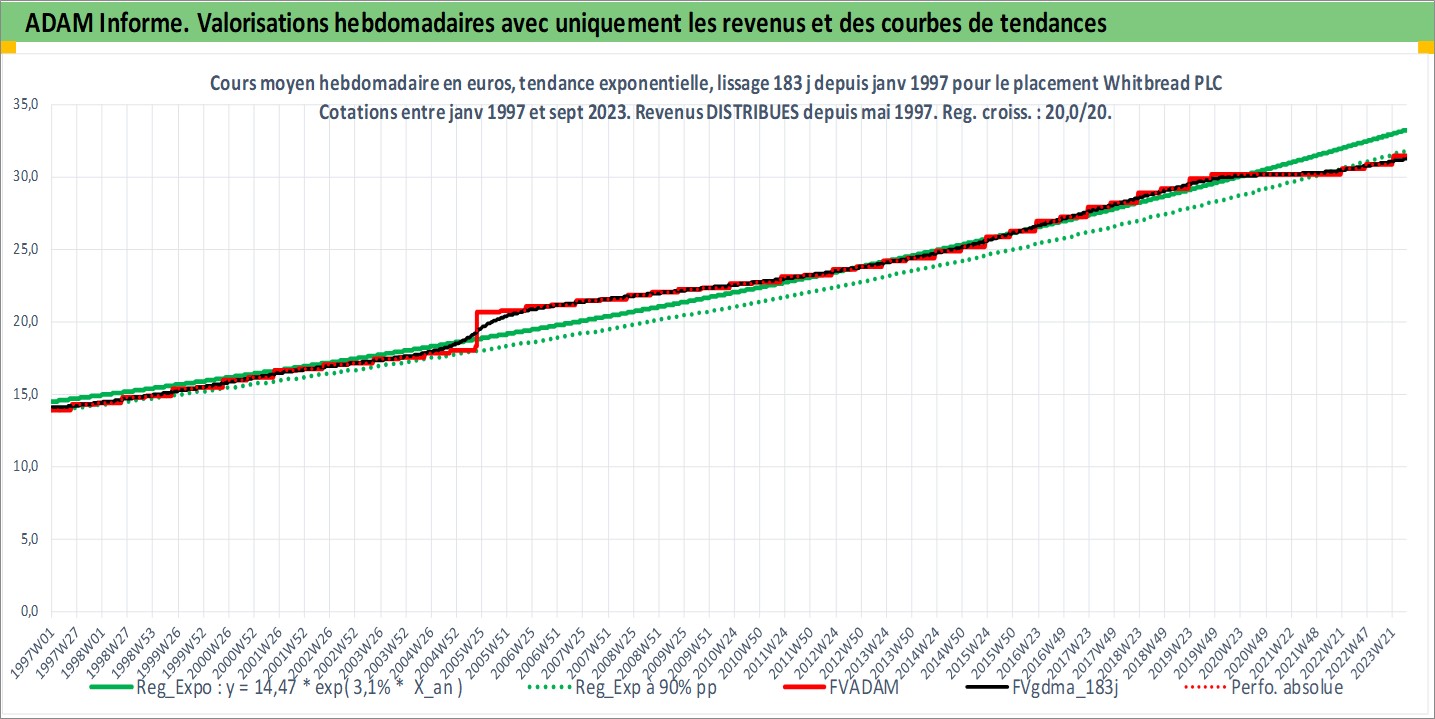 ADAM Informe. Valorisations hebdomadaires avec uniquement les revenus et des courbes de tendances
Cours moyen hebdomadaire en euros, tendance exponentielle, lissage 183 j depuis janv 1997 pour le placement Whitbread PLC
Cotations entre janv 1997 et sept 2023. Revenus DISTRIBUES depuis mai 1997. Reg. croiss. : 20,0/20.
35,0
30,0
25,0
20,0
15,0
10,0
5,0
0,0
1997W01 1997W27 1998W01 1998W27 1998W53 1999W26 1999W52 2000W26 2000W52 2001W26 2001W52 2002W26 2002W52 2003W26 2003W52 2004W26 2004W52 2005W25 2005W51 2006W25 2006W51 2007W25 2007W51 2008W25 2008W51 2009W25 2009W51 2010W24 2010W50 2011W24 2011W50 2012W24 2012W50 2013W24 2013W50 2014W24 2014W50 2015W24 2015W50 2016W23 2016W49 2017W23 2017W49 2018W23 2018W49 2019W23 2019W49 2020W23 2020W49 2021W22 2021W48 2022W21 2022W47 2023W21
Reg_Expo : y = 14,47 * exp( 3,1% * X_an ) Reg_Exp à 90% pp FVADAM FVgdma_183j Perfo. absolue